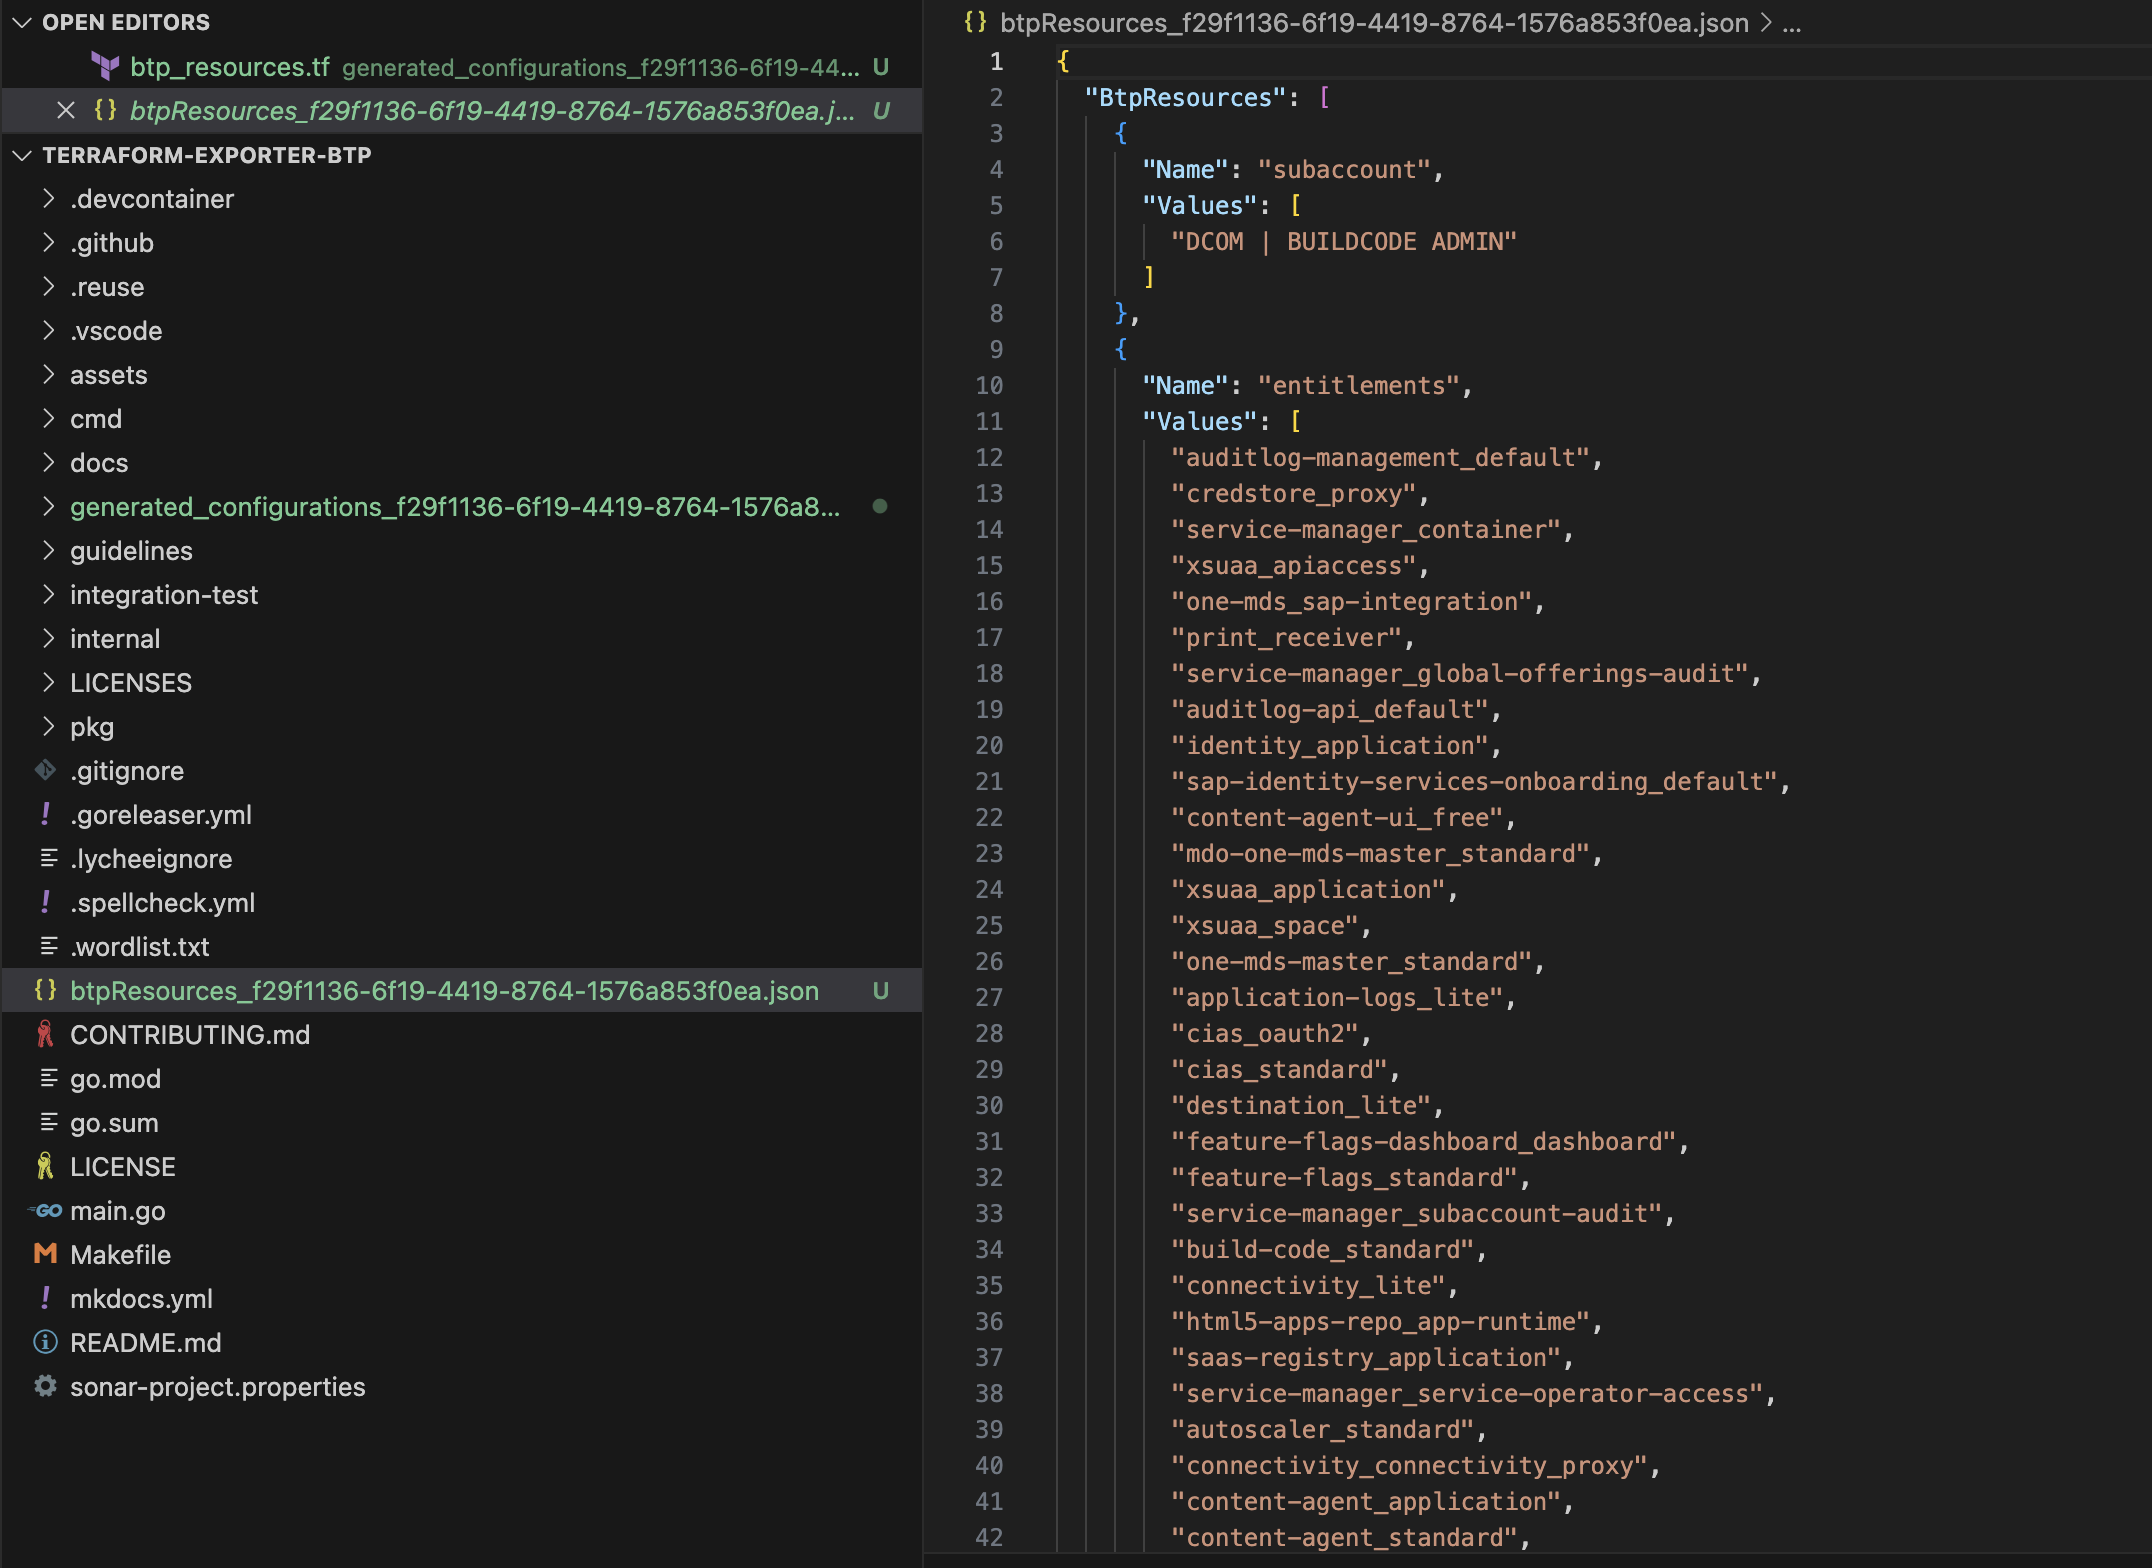 OPEN EDITORS
btp_resources.tf generated_configurations_f29f1136-6f19-44... U
{} btpResources_f29f1136-6f19-4419-8764-1576a853f0ea.j... U
TERRAFORM-EXPORTER-BTP
.devcontainer
.github
.reuse
.vscode
assets
cmd
docs
generated_configurations_f29f1136-6f19-4419-8764-1576a8...
guidelines
integration-test
internal
LICENSES
pkg
.gitignore
! .goreleaser.yml
.lycheeignore
! .spellcheck.yml
.wordlist.txt
{} btpResources_f29f1136-6f19-4419-8764-1576a853f0ea.json U
CONTRIBUTING.md
go.mod
go.sum
LICENSE
GO main.go
M Makefile
! mkdocs.yml
README.md
sonar-project.properties
{} btpResources_f29f1136-6f19-4419-8764-1576a853f0ea.json > ...
1 {
2 "BtpResources": [
3 {
4 "Name": "subaccount",
5 "Values": [
6 "DCOM | BUILDCODE ADMIN"
7 ]
8 },
9 {
10 "Name": "entitlements",
11 "Values": [
12 "auditlog-management_default",
13 "credstore_proxy",
14 "service-manager_container",
15 "xsuaa_apiaccess",
16 "one-mds_sap-integration",
17 "print_receiver",
18 "service-manager_global-offerings-audit",
19 "auditlog-api_default",
20 "identity_application",
21 "sap-identity-services-onboarding_default",
22 "content-agent-ui_free",
23 "mdo-one-mds-master_standard",
24 "xsuaa_application",
25 "xsuaa_space",
26 "one-mds-master_standard",
27 "application-logs_lite",
28 "cias_oauth2",
29 "cias_standard",
30 "destination_lite",
31 "feature-flags-dashboard_dashboard",
32 "feature-flags_standard",
33 "service-manager_subaccount-audit",
34 "build-code_standard",
35 "connectivity_lite",
36 "html5-apps-repo_app-runtime",
37 "saas-registry_application",
38 "service-manager_service-operator-access",
39 "autoscaler_standard",
40 "connectivity_connectivity_proxy",
41 "content-agent_application",
42 "content-agent_standard",